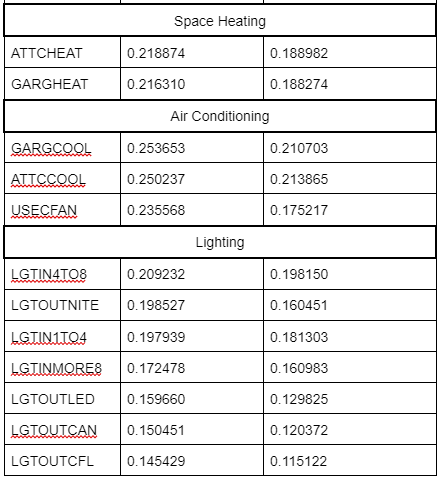 Space Heating
ATTCHEAT 0.218874 0.188982
GARGHEAT 0.216310 0.188274
Air Conditioning
GARGCOOL 0.253653 0.210703
ATTCCOOL 0.250237 0.213865
USECFAN 0.235568 0.175217
Lighting
LGTIN4TO8 0.209232 0.198150
LGTOUTNITE 0.198527 0.160451
LGTIN1TO4 0.197939 0.181303
LGTINMORE8 0.172478 0.160983
LGTOUTLED 0.159660 0.129825
LGTOUTCAN 0.150451 0.120372
LGTOUTCFL 0.145429 0.115122